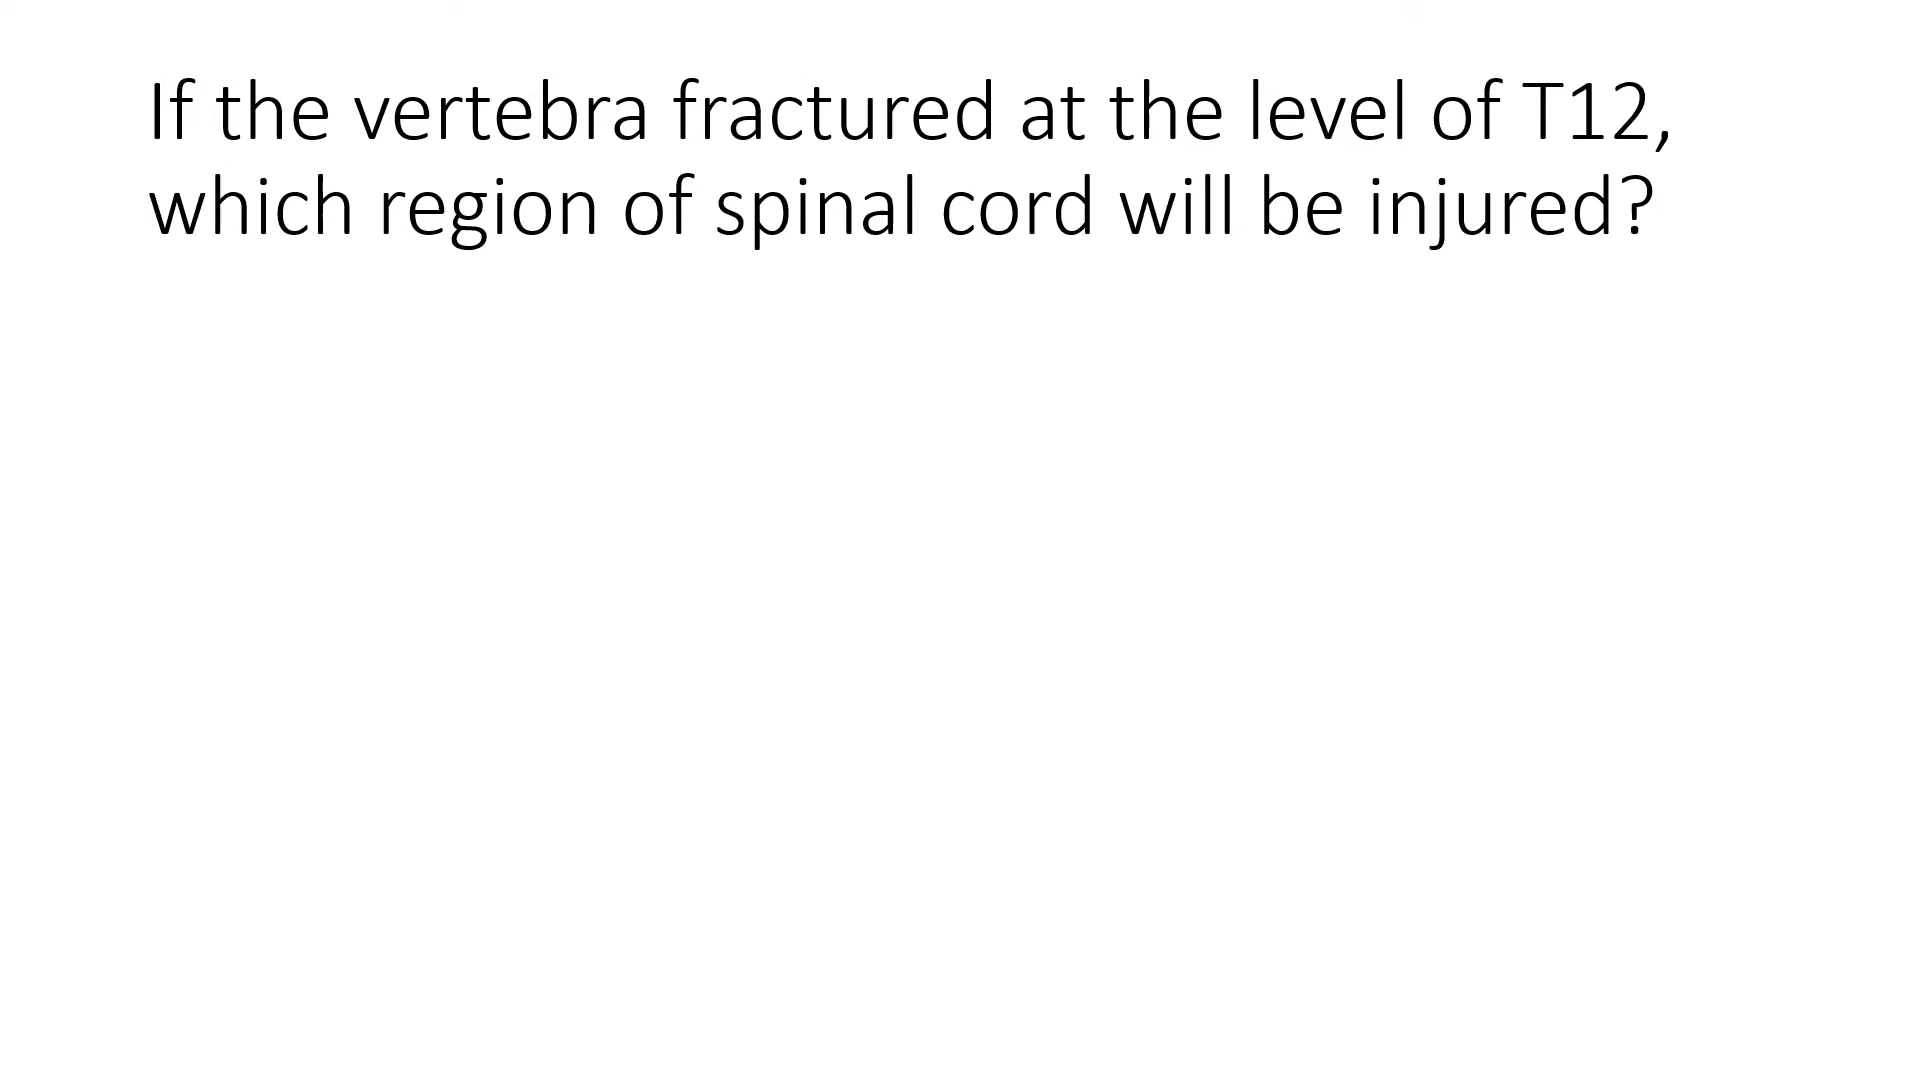 If the vertebra fractured at the level of T12,
which region of spinal cord will be injured?